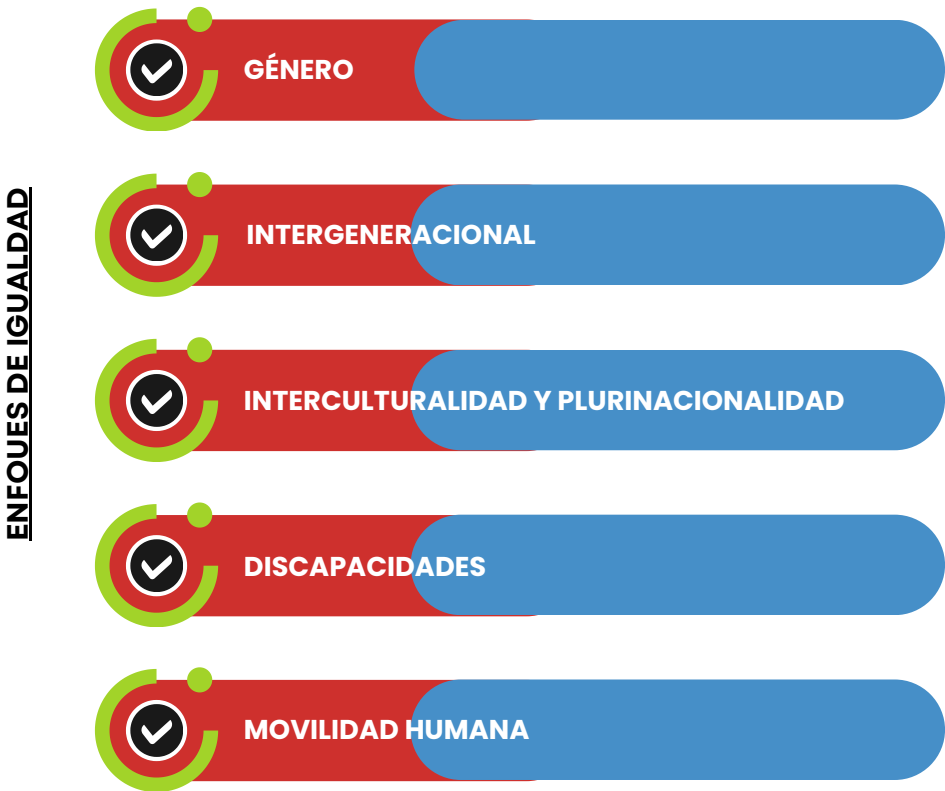 ENFOUES DE IGUALDAD
GÉNERO
INTERGENERACIONAL
INTERCULTURALIDAD Y PLURINACIONALIDAD
DISCAPACIDADES
MOVILIDAD HUMANA